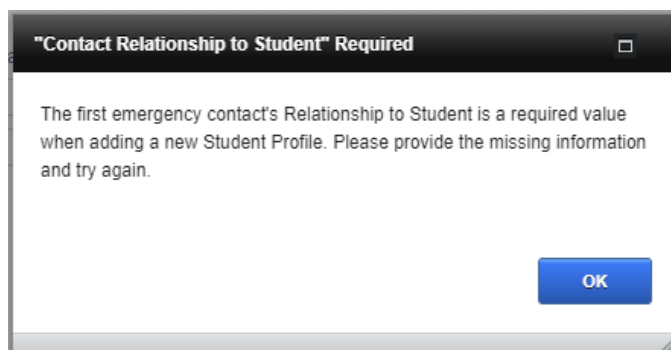 "Contact Relationship to Student" Required
The first emergency contact's Relationship to Student is a required value
when adding a new Student Profile. Please provide the missing information
and try again.
OK